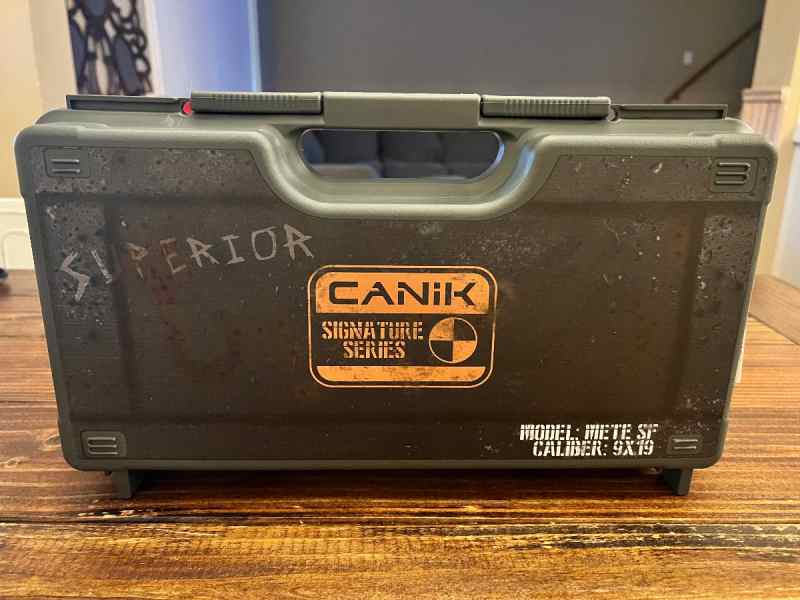 SUPERIOR
CANiK
SIGNATURE
SERIES
MODEL: METE SF
CALIBER: 9X19